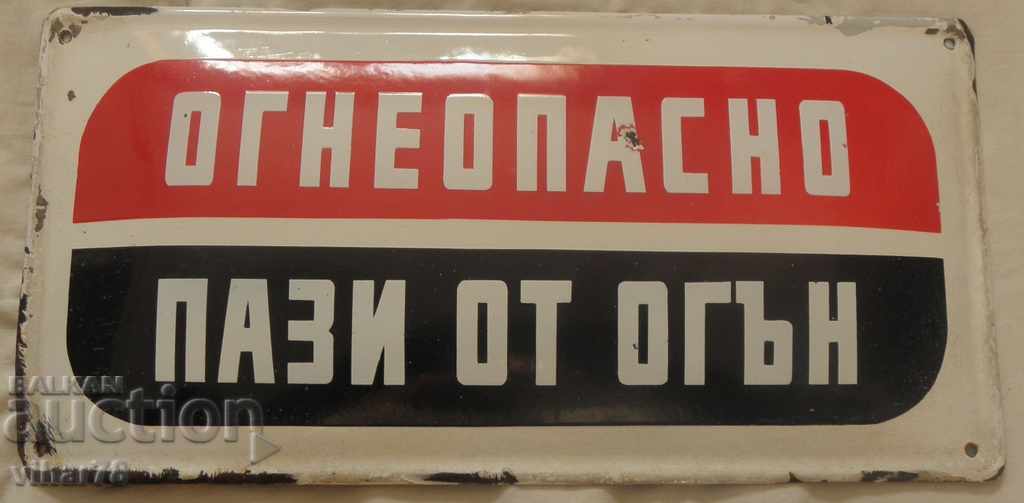 ОГНЕОПАСНО
ПАЗИ ОТ ОГЪН
BALKAN
auction
vihar78